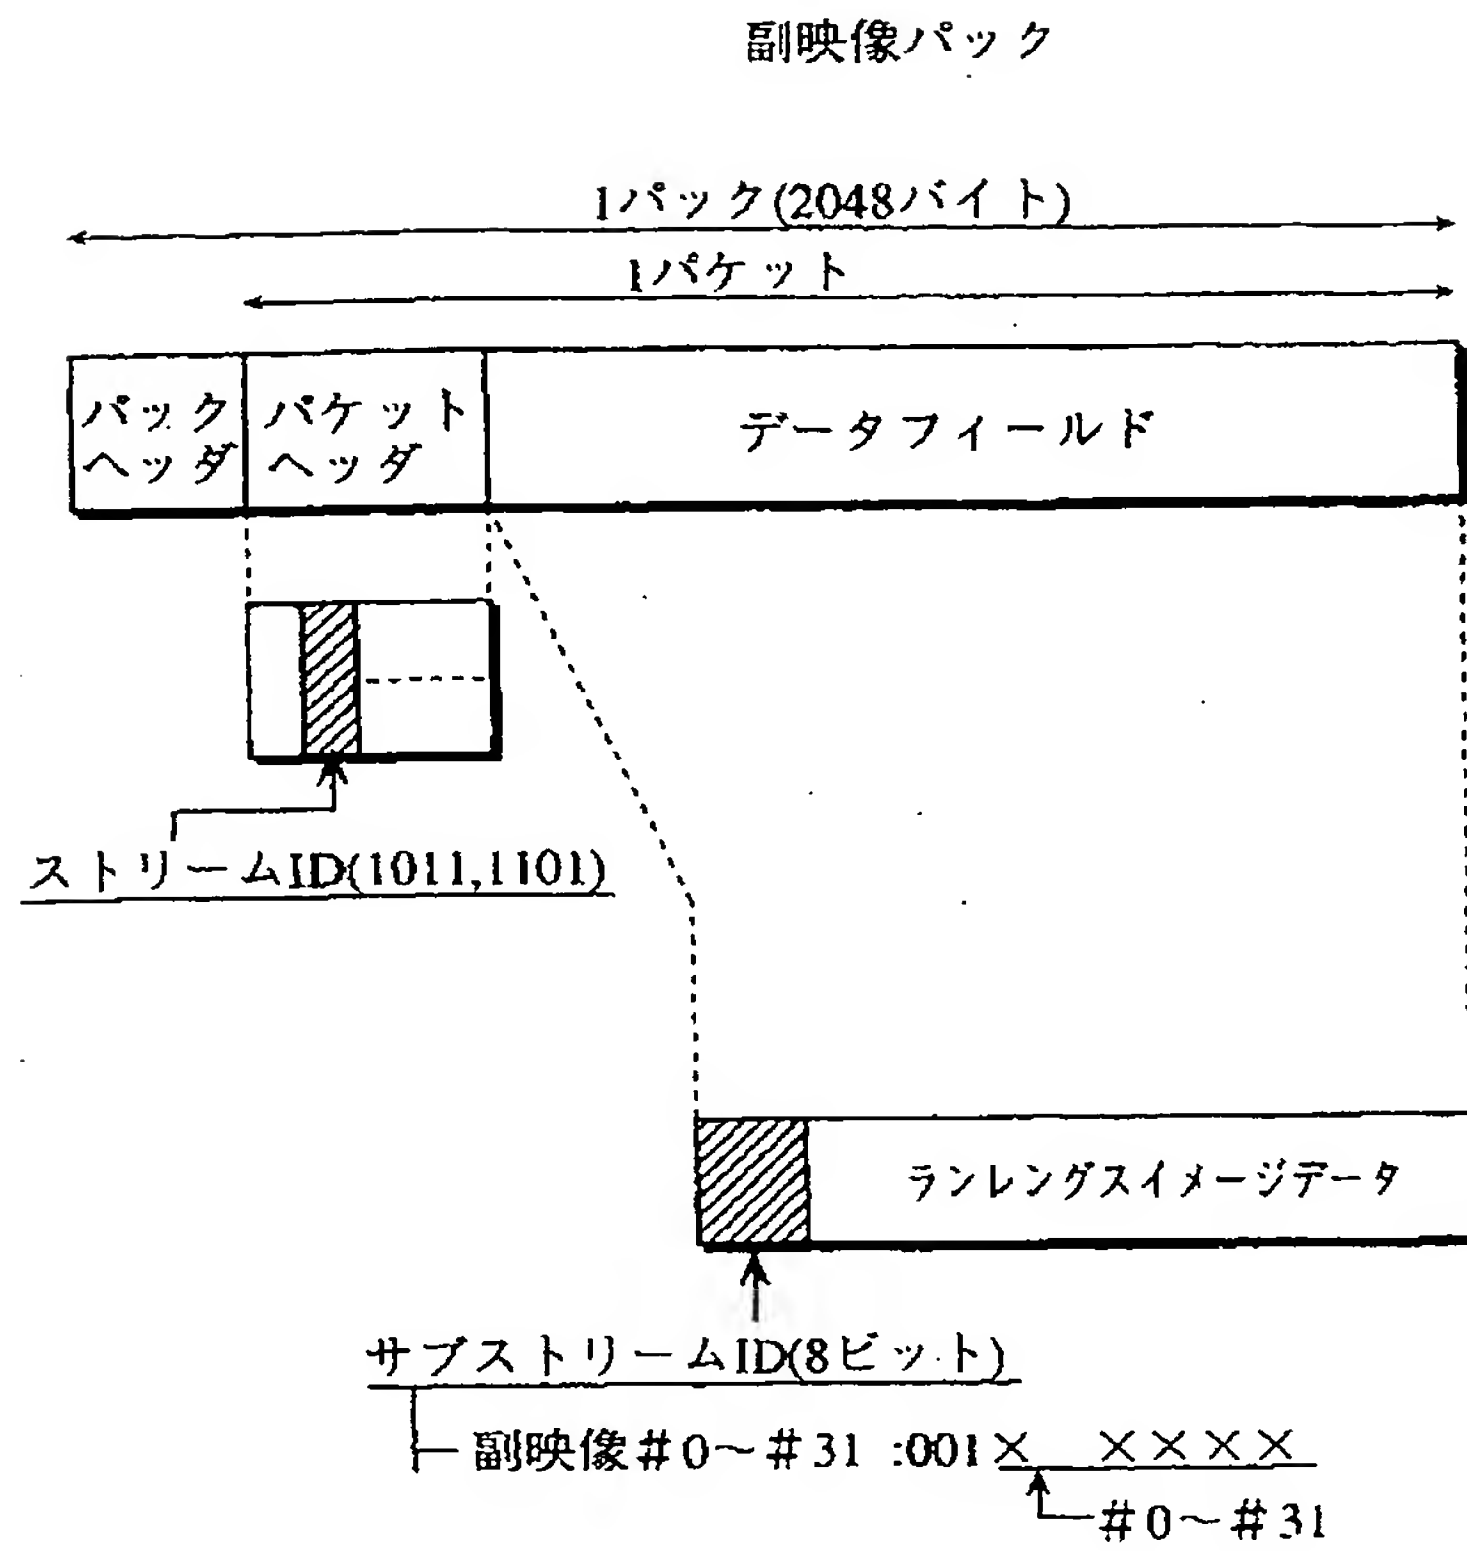 副映像パック
1パック(2048バイト)
1パケット
パック
ヘッダ
パケット
ヘッダ
データフィールド
ストリームID(1011,1101)
ランレングスイメージデータ
サブストリームID(8ビット)
副映像#0~#31 :001× ××××
#0~#31